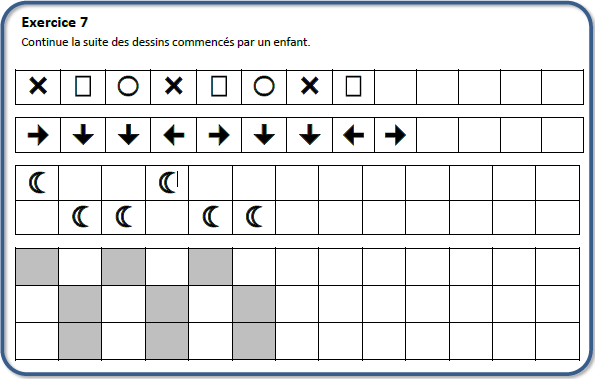 Exercice 7
Continue la suite des dessins commencés par un enfant.